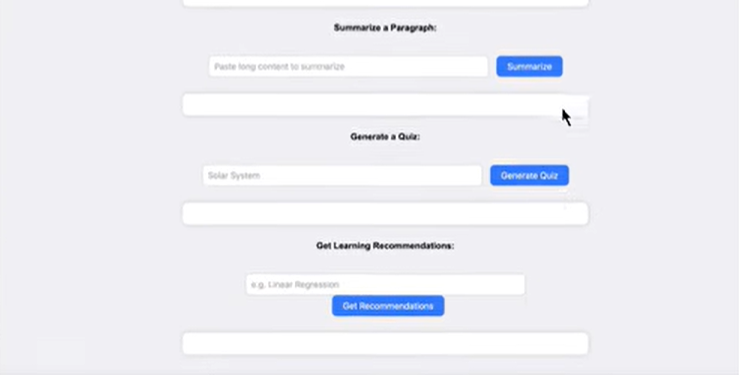 Summarize a Paragraph:
Paste long content to summarize
Summarize
Generate a Quiz:
Solar System
Generate Quiz
Get Learning Recommendations:
e.g. Linear Regression
Get Recommendations